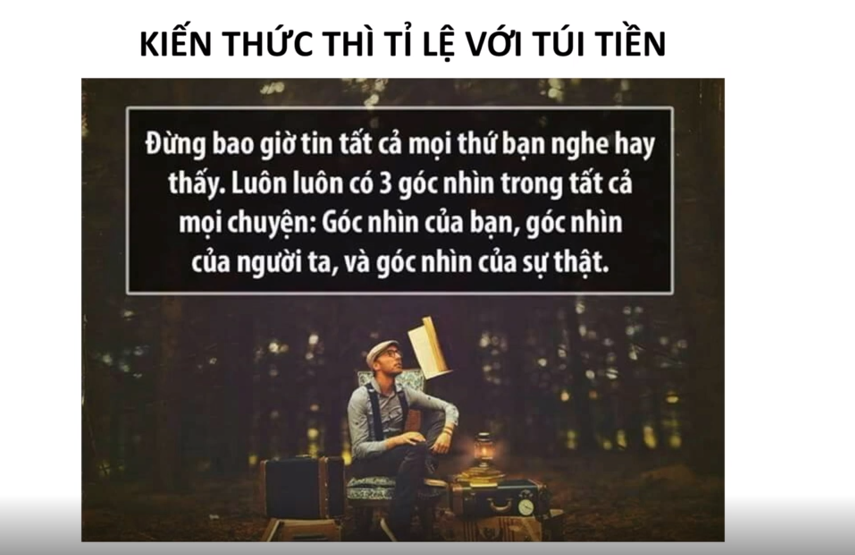 KIẾN THỨC THÌ TỈ LỆ VỚI TÚI TIỀN
Đừng bao giờ tin tất cả mọi thứ bạn nghe hay
thấy. Luôn luôn có 3 góc nhìn trong tất cả
mọi chuyện: Góc nhìn của bạn, góc nhìn
của người ta, và góc nhìn của sự thật.